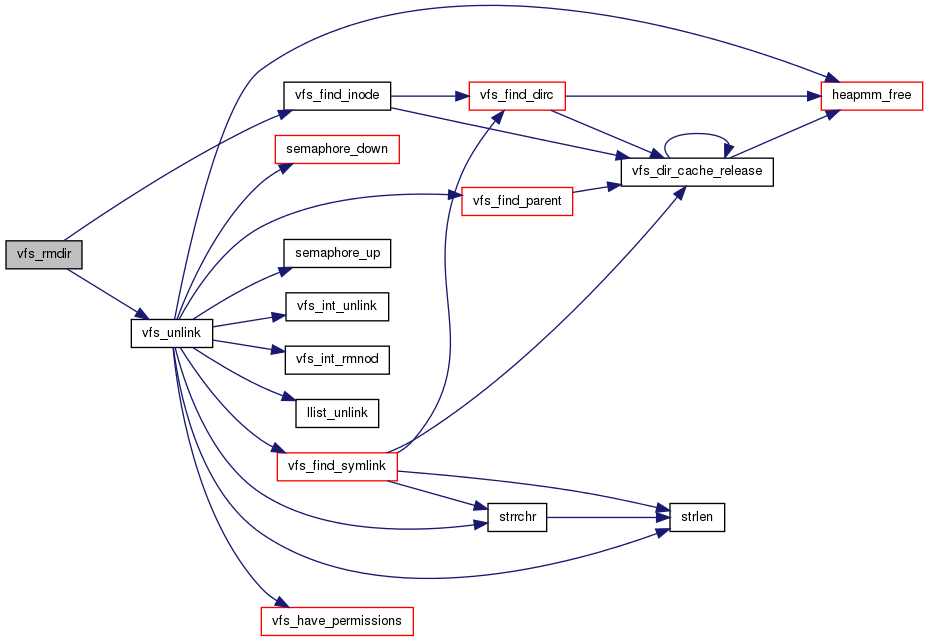 vfs_find_inode
vfs_find_dirc
heapmm_free
semaphore_down
vfs_dir_cache_release
vfs_find_parent
vfs_rmdir
semaphore_up
vfs_int_unlink
vfs_unlink
vfs_int_rmnod
llist_unlink
vfs_find_symlink
strrchr
strlen
vfs_have_permissions